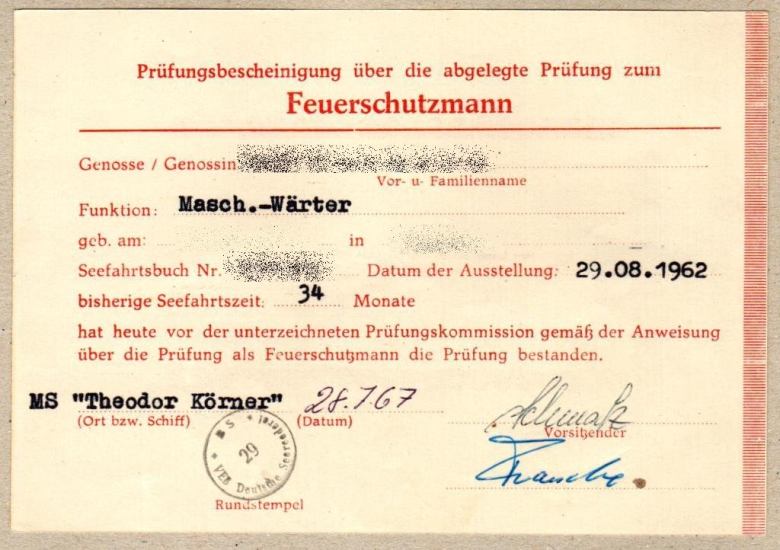 Prüfungsbescheinigung über die abgelegte Prüfung zum
Feuerschutzmann
Genosse / Genossin
Vor- u- Familienname
Funktion: Masch.-Wärter
geb. am: in
Seefahrtsbuch Nr. Datum der Ausstellung: 29.08.1962
bisherige Seefahrtszeit: 34 Monate
hat heute vor der unterzeichneten Prüfungskommission gemäß der Anweisung
über die Prüfung als Feuerschutzmann die Prüfung bestanden.
MS "Theodor Körner" 28.7.67
(Ort bzw. Schiff) (Datum)
Vorsitzender
MS
29
VEB Deutsche Seereederei
Rundstempel